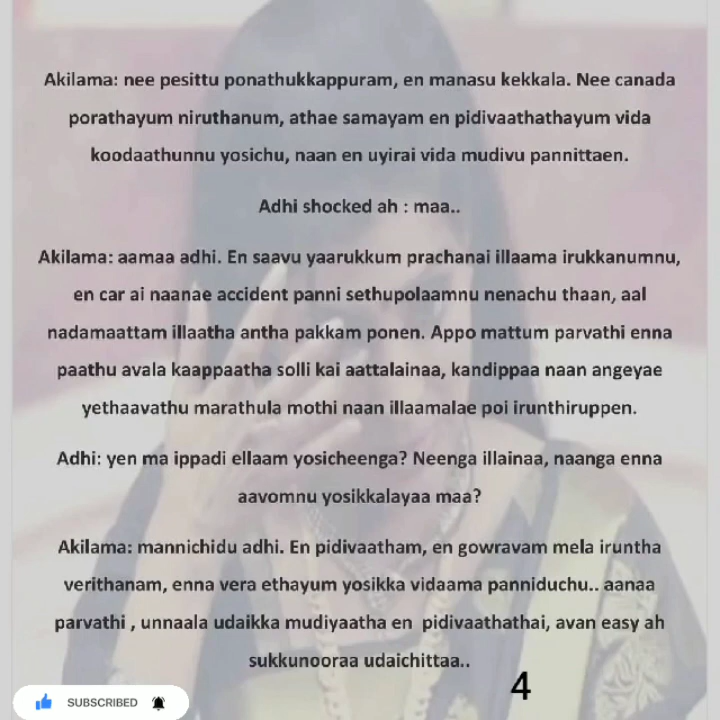 Akilama: nee pesittu ponathukkappuram, en manasu kekkala. Nee canada
porathayum niruthanum, athae samayam en pidivaathathayum vida
koodaathunnu yosichu, naan en uyirai vida mudivu pannittaen.
Adhi shocked ah : maa..
Akilama: aamaa adhi. En saavu yaarukkum prachanai illaama irukkanumnu,
en car ai naanae accident panni sethupolaamnu nenachu thaan, aal
nadamaattam illaatha antha pakkam ponen. Appo mattum parvathi enna
paathu avala kaappaatha solli kai aattalainaa, kandippaa naan angeyae
yethaavathu marathula mothi naan illaamalae poi irunthiruppen.
Adhi: yen ma ippadi ellaam yosicheenga? Neenga illainaa, naanga enna
aavomnu yosikkalayaa maa?
Akilama: mannichidu adhi. En pidivaatham, en gowravam mela iruntha
verithanam, enna vera ethayum yosikka vidaama panniduchu.. aanaa
parvathi , unnaala udaikka mudiyaatha en pidivaathathai, avan easy ah
sukkunooraa udaichittaa..
4
SUBSCRIBED